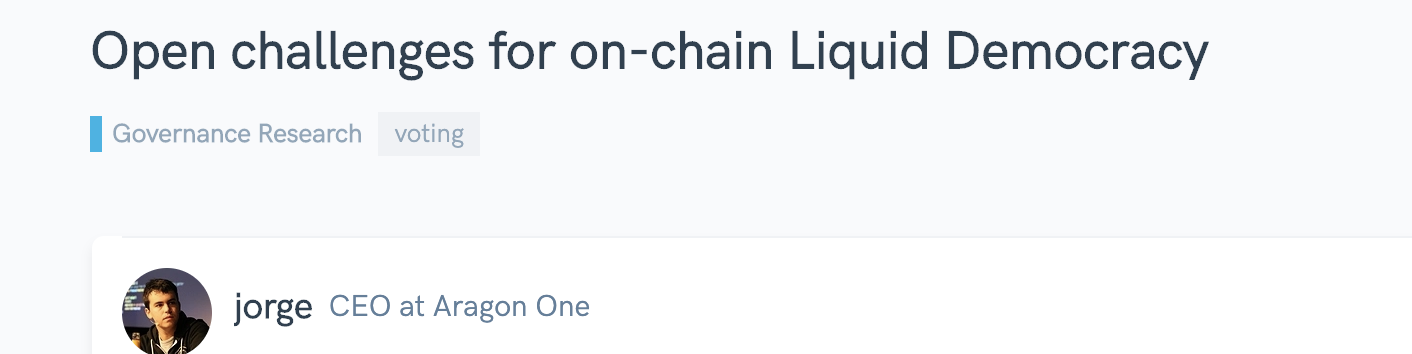 Open challenges for on-chain Liquid Democracy
Governance Research voting
jorge CEO at Aragon One